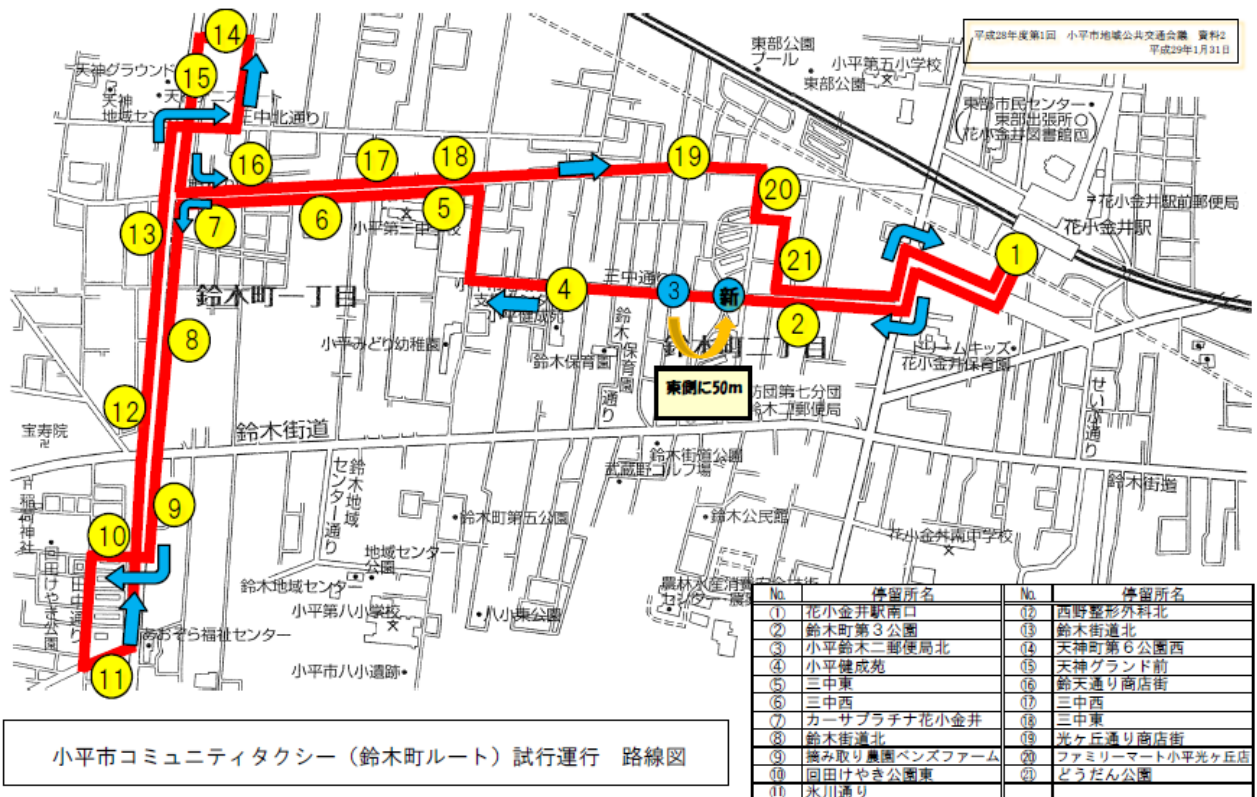 平成28年度第1回 小平市地域公共交通会議 資料2
平成29年1月31日
14
15
天神グラウンド
天神
地域セン
三中北通り
東部公園
プール
小平第五小学校
東部公園
東部市民センター
東部出張所
花小金井図書館
花小金井駅前郵便局
花小金井駅
16
17
18
19
20
13
7
6
5
小平第三中学校
21
1
鈴木町一丁目
三中通り
4
3
新
2
8
小平健成苑
小平みどり幼稚園
鈴木保育園
鈴木保育園通り
鈴木町二丁目
ドリームキッズ
花小金井保育園
東側に50m
防団第七分団
鈴木二郵便局
せいぶ通り
12
宝寿院
鈴木街道
鈴木街道公園
武蔵野ゴルフ場
鈴木地域センター通り
鈴木街道
稲荷神社
9
10
鈴木町第五公園
鈴木公民館
花小金井南中学校
回田けやき公園
回田中通り
地域センター
公園
鈴木地域センター
小平第八小学校
八小東公園
農林水産消費安全技術
センター
あおぞら福祉センター
11
小平市八小遺跡
小平市コミュニティタクシー（鈴木町ルート）試行運行 路線図
No. 停留所名 No. 停留所名
① 花小金井駅南口 ⑫ 西野整形外科北
② 鈴木町第3公園 ⑬ 鈴木街道北
③ 小平鈴木二郵便局北 ⑭ 天神町第6公園西
④ 小平健成苑 ⑮ 天神グランド前
⑤ 三中東 ⑯ 鈴天通り商店街
⑥ 三中西 ⑰ 三中西
⑦ カーサプラチナ花小金井 ⑱ 三中東
⑧ 鈴木街道北 ⑲ 光ヶ丘通り商店街
⑨ 摘み取り農園ベンズファーム ⑳ ファミリーマート小平光ヶ丘店
⑩ 回田けやき公園東 ㉑ どうだん公園
⑪ 氷川通り